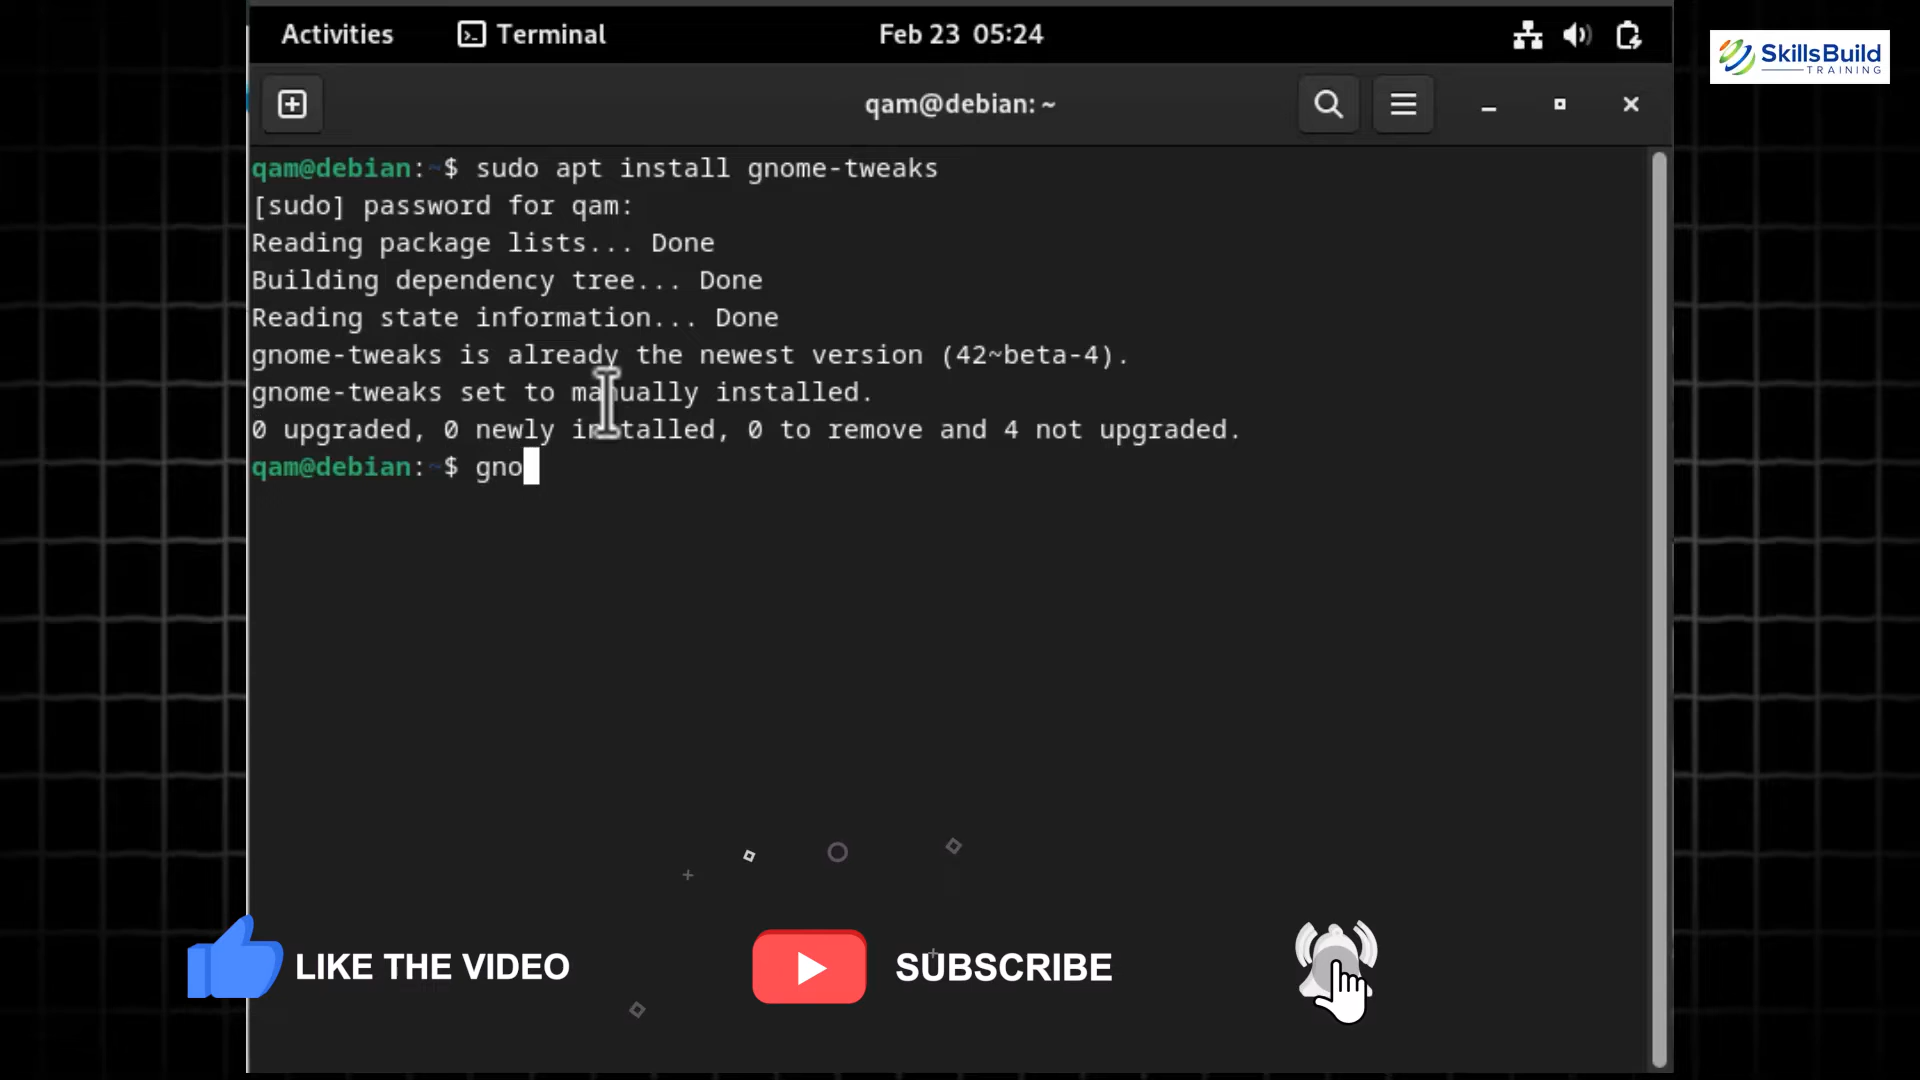 Activities
Terminal
Feb 23 05:24
SkillsBuild
TRAINING
qam@debian: ~
qam@debian:~$ sudo apt install gnome-tweaks
[sudo] password for qam:
Reading package lists... Done
Building dependency tree... Done
Reading state information... Done
gnome-tweaks is already the newest version (42~beta-4).
gnome-tweaks set to manually installed.
0 upgraded, 0 newly installed, 0 to remove and 4 not upgraded.
qam@debian:~$ gno
LIKE THE VIDEO
SUBSCRIBE